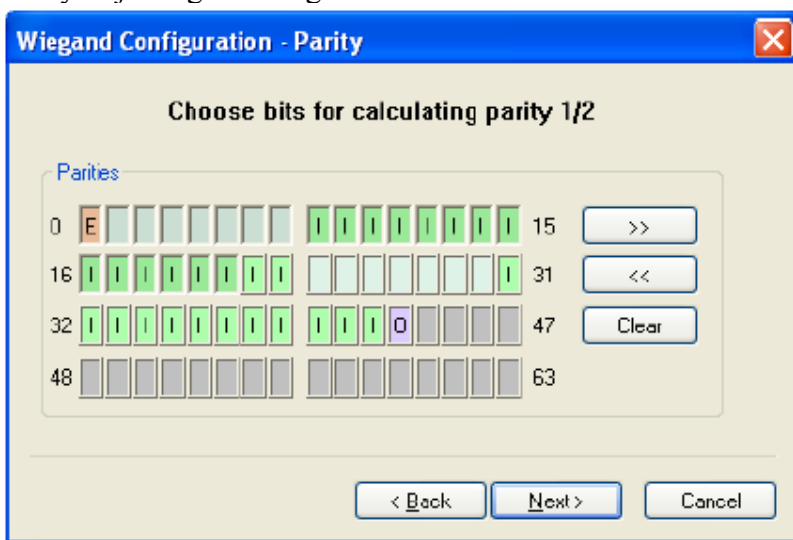 Wiegand Configuration - Parity
Choose bits for calculating parity 1/2
Parities
0 E I I I I I I I I 15 >>
16 I I I I I I I I I 31 <<
32 I I I I I I I I I I I O 47 Clear
48 63
< Back Next > Cancel